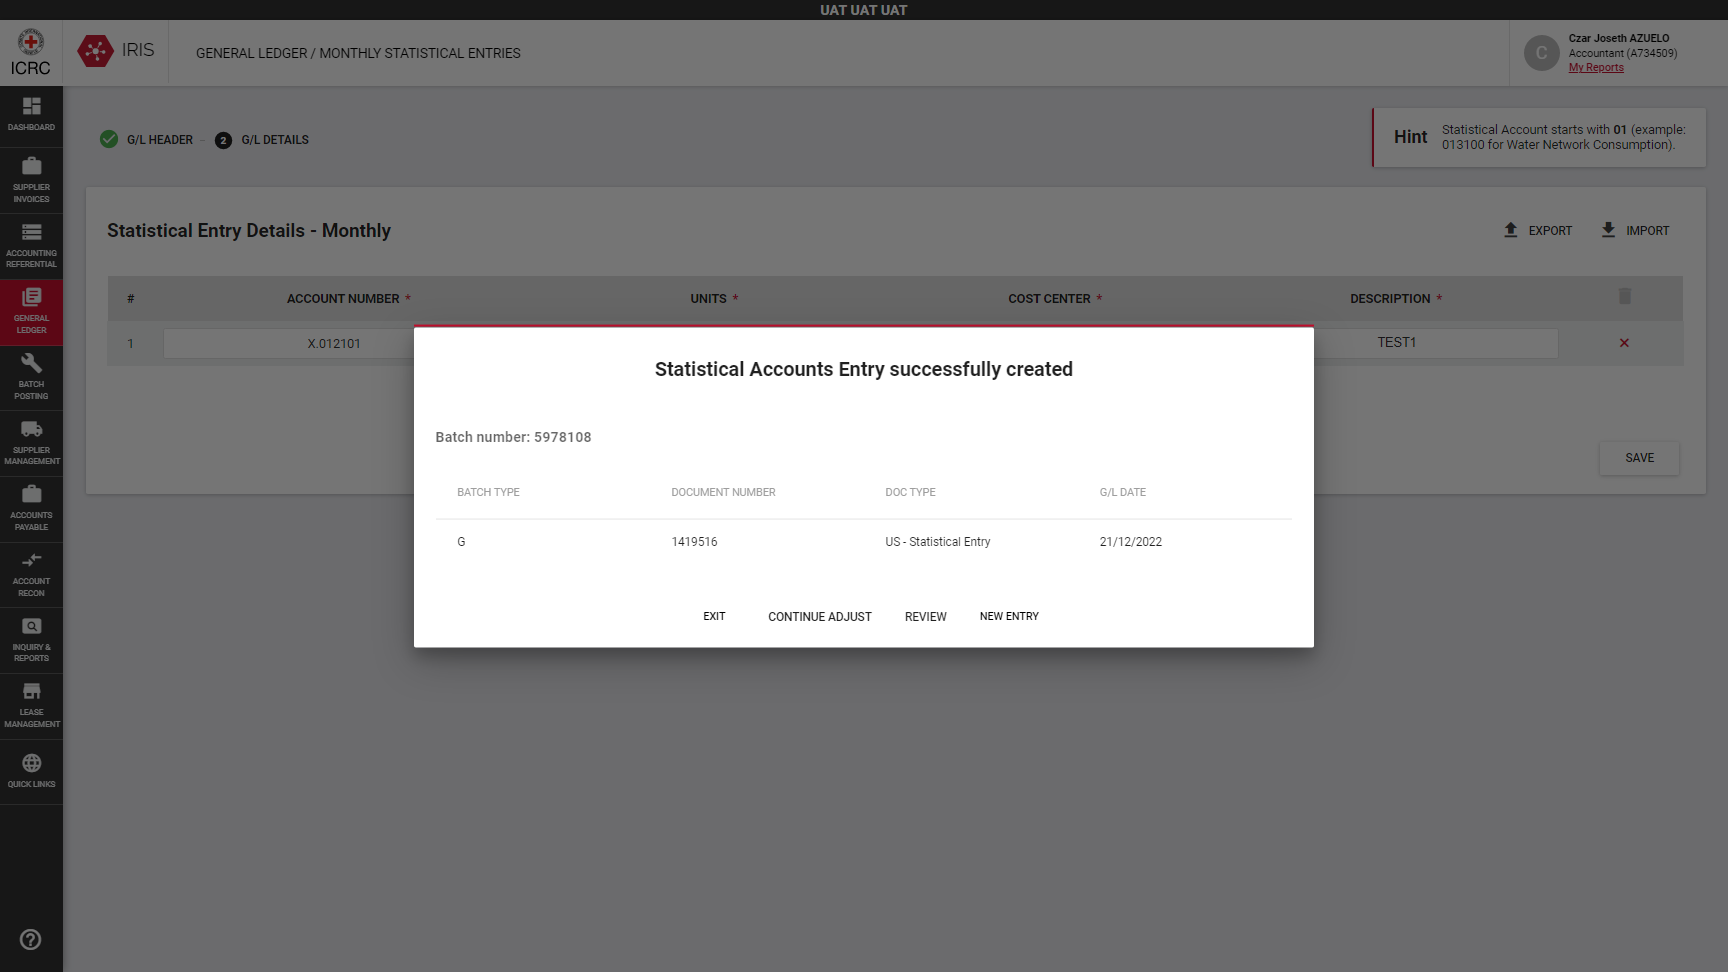 UAT UAT UAT
ICRC
IRIS
GENERAL LEDGER / MONTHLY STATISTICAL ENTRIES
C
Czar Joseth AZUELO
Accountant (A734509)
My Reports
DASHBOARD
SUPPLIER
INVOICES
ACCOUNTING
REFERENTIAL
GENERAL
LEDGER
BATCH
POSTING
SUPPLIER
MANAGEMENT
ACCOUNTS
PAYABLE
ACCOUNT
RECON
INQUIRY &
REPORTS
LEASE
MANAGEMENT
QUICK LINKS
G/L HEADER - 2 G/L DETAILS
Hint
Statistical Account starts with 01 (example:
013100 for Water Network Consumption).
Statistical Entry Details - Monthly
EXPORT IMPORT
# ACCOUNT NUMBER * UNITS * COST CENTER * DESCRIPTION *
1 X.012101 TEST1
SAVE
Statistical Accounts Entry successfully created
Batch number: 5978108
BATCH TYPE DOCUMENT NUMBER DOC TYPE G/L DATE
G 1419516 US - Statistical Entry 21/12/2022
EXIT CONTINUE ADJUST REVIEW NEW ENTRY